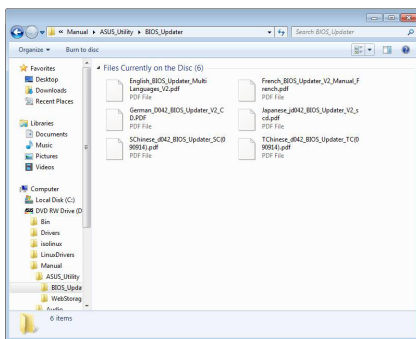 « Manual ▸ ASUS_Utility ▸ BIOS_Updater
Search BIOS_Updater
Organize ▾ Burn to disc
Favorites
Desktop
Downloads
Recent Places
Libraries
Documents
Music
Pictures
Videos
Computer
Local Disk (C:)
DVD RW Drive (D
Bin
Drivers
isolinux
LinuxDrivers
Manual
ASUS_Utility
BIOS_Upda
WebStorag
Audio
Files Currently on the Disc (6)
English_BIOS_Updater_Multi
Languages_V2.pdf
PDF File
French_BIOS_Updater_V2_Manual_F
rench.pdf
PDF File
German_D042_BIOS_Updater_V2_C
D.PDF
PDF File
Japanese_jd042_BIOS_Updater_V2_s
cd.pdf
PDF File
SChinese_d042_BIOS_Updater_SC(0
90914).pdf
PDF File
TChinese_d042_BIOS_Updater_TC(0
90914).pdf
PDF File
6 items